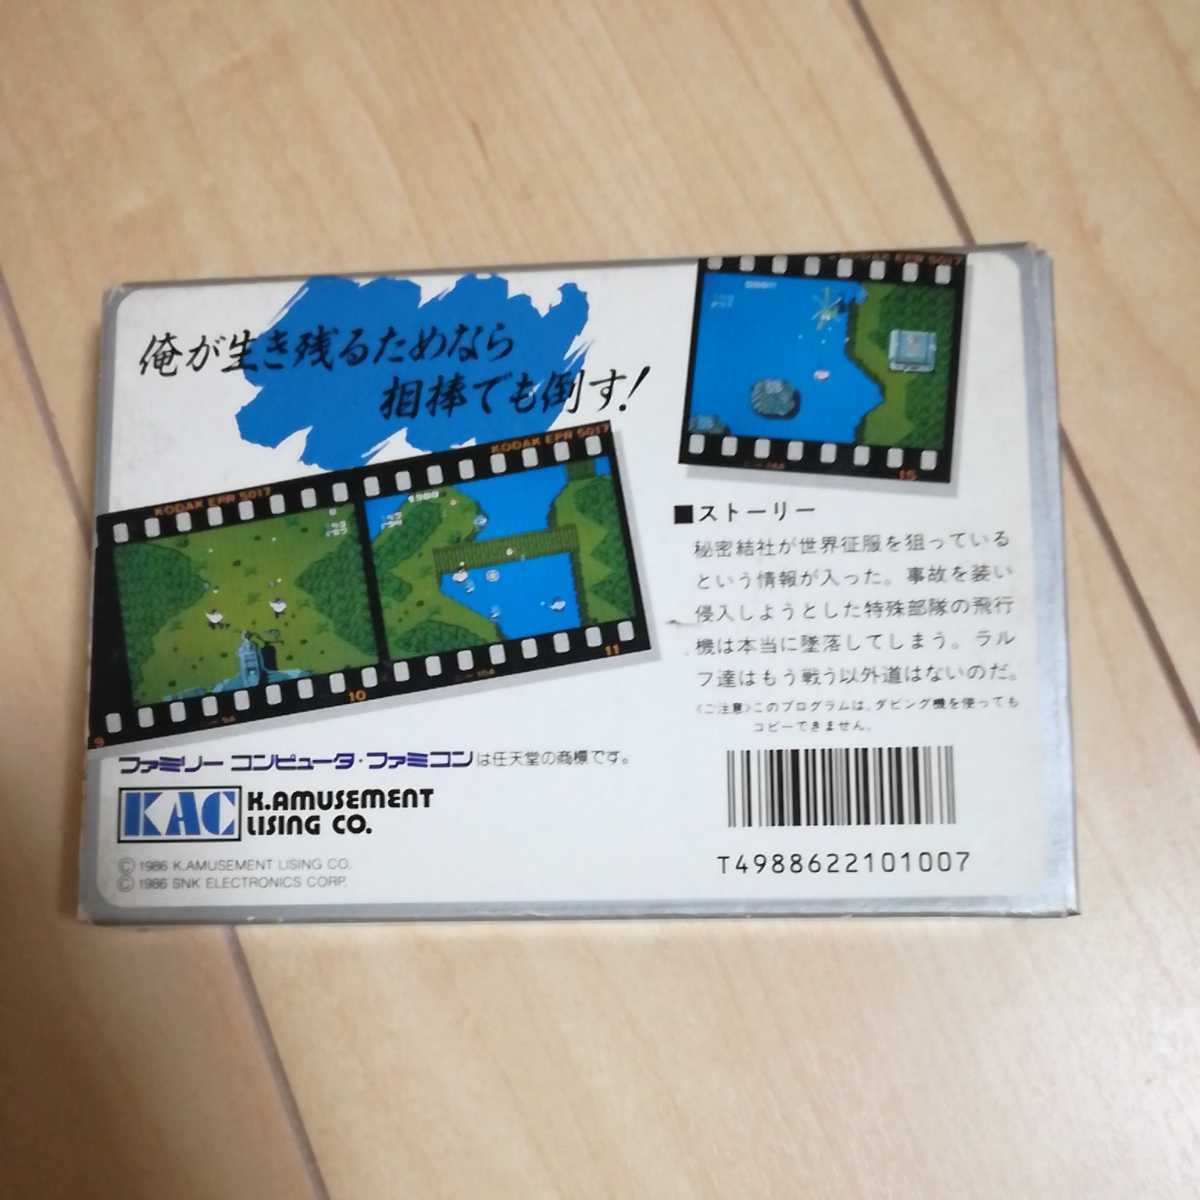 俺が生き残るためなら
相棒でも倒す!
KODAK EPR 5017
KODAK EPR 5017
KODAK EPR 5017
15
9
10
11
■ストーリー
秘密結社が世界征服を狙っている
という情報が入った。事故を装い
侵入しようとした特殊部隊の飛行
機は本当に墜落してしまう。ラル
フ達はもう戦う以外道はないのだ。
〈ご注意〉このプログラムは、ダビング機を使っても
コピーできません。
ファミリー コンピュータ・ファミコンは任天堂の商標です。
KAC K.AMUSEMENT
LISING CO.
© 1986 K.AMUSEMENT LISING CO.
© 1986 SNK ELECTRONICS CORP.
T4988622101007